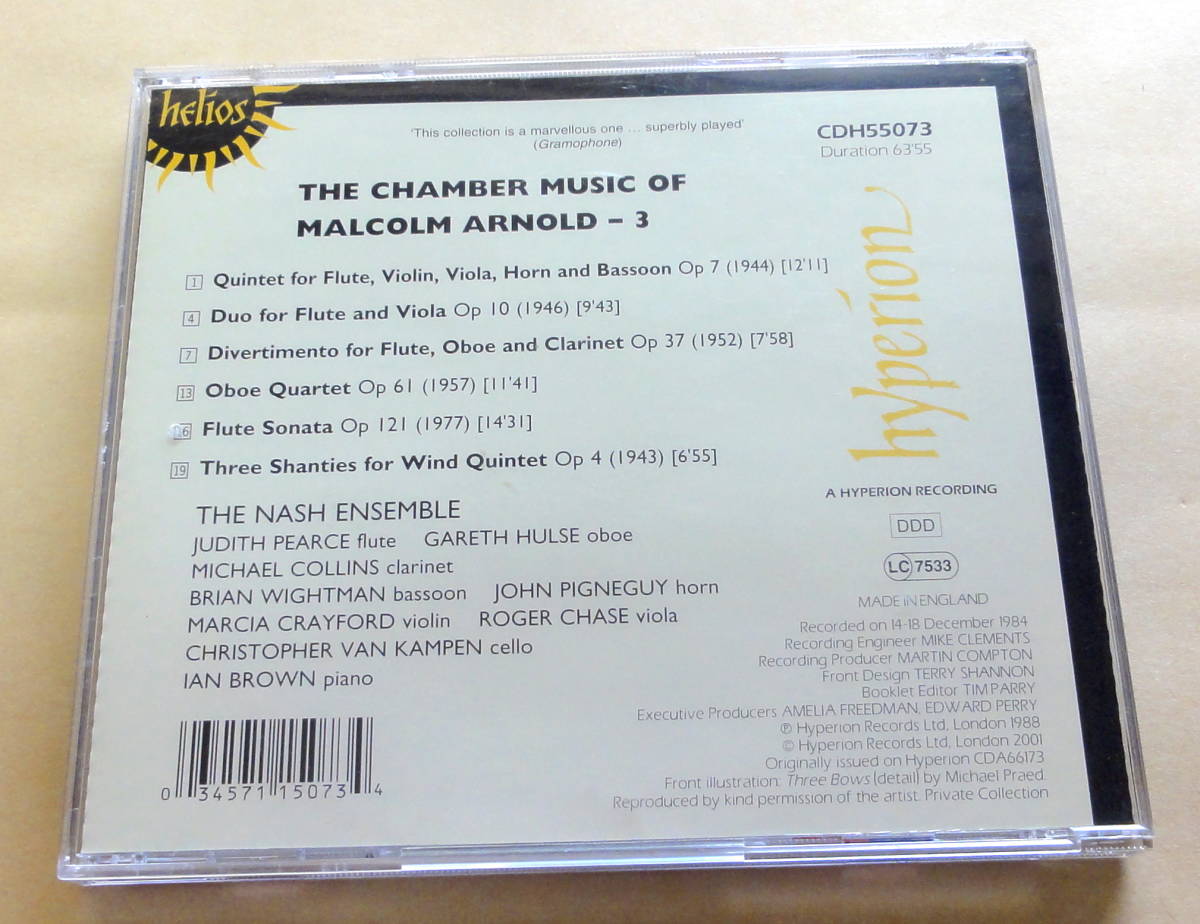 helios
'This collection is a marvellous one ... superbly played'
(Gramophone)
CDH55073
Duration 63'55
THE CHAMBER MUSIC OF
MALCOLM ARNOLD – 3
1 Quintet for Flute, Violin, Viola, Horn and Bassoon Op 7 (1944) [12'11]
4 Duo for Flute and Viola Op 10 (1946) [9'43]
7 Divertimento for Flute, Oboe and Clarinet Op 37 (1952) [7'58]
13 Oboe Quartet Op 61 (1957) [11'41]
16 Flute Sonata Op 121 (1977) [14'31]
19 Three Shanties for Wind Quintet Op 4 (1943) [6'55]
hyperion
THE NASH ENSEMBLE
JUDITH PEARCE flute GARETH HULSE oboe
MICHAEL COLLINS clarinet
BRIAN WIGHTMAN bassoon JOHN PIGNEGUY horn
MARCIA CRAYFORD violin ROGER CHASE viola
CHRISTOPHER VAN KAMPEN cello
IAN BROWN piano
A HYPERION RECORDING
DDD
LC 7533
MADE IN ENGLAND
Recorded on 14-18 December 1984
Recording Engineer MIKE CLEMENTS
Recording Producer MARTIN COMPTON
Front Design TERRY SHANNON
Booklet Editor TIM PARRY
Executive Producers AMELIA FREEDMAN, EDWARD PERRY
℗ Hyperion Records Ltd, London 1988
© Hyperion Records Ltd, London 2001
Originally issued on Hyperion CDA66173
Front illustration: Three Bows (detail) by Michael Praed.
Reproduced by kind permission of the artist. Private Collection
0 34571 15073 4